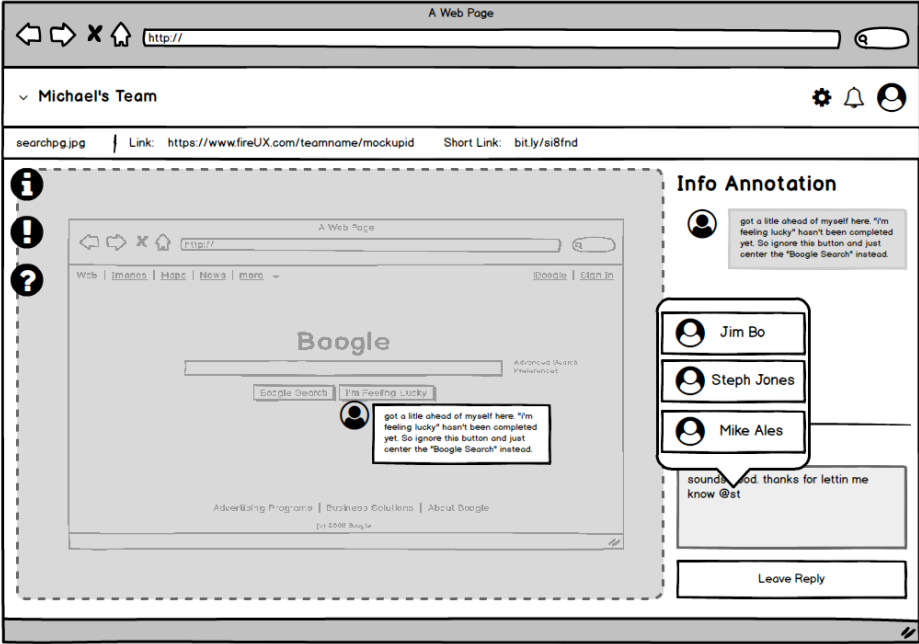 A Web Page
http://
Michael's Team
searchpg.jpg Link: https://www.fireUX.com/teamname/mockupid Short Link: bit.ly/si8fnd
Info Annotation
got a litle ahead of myself here. "i'm
feeling lucky" hasn't been completed
yet. So ignore this button and just
center the "Boogle Search" instead.
A Web Page
http://
Web | Imenes | Maps | News | more
iBoogle | Sign In
Boogle
Advanced Search
Preferences
Boogle Search
I'm Feeling Lucky
got a litle ahead of myself here. "i'm
feeling lucky" hasn't been completed
yet. So ignore this button and just
center the "Boogle Search" instead.
Advertising Programs | Business Solutions | About Boogle
(c) 2008 Boogle
Jim Bo
Steph Jones
Mike Ales
thanks for lettin me
know @st
Leave Reply